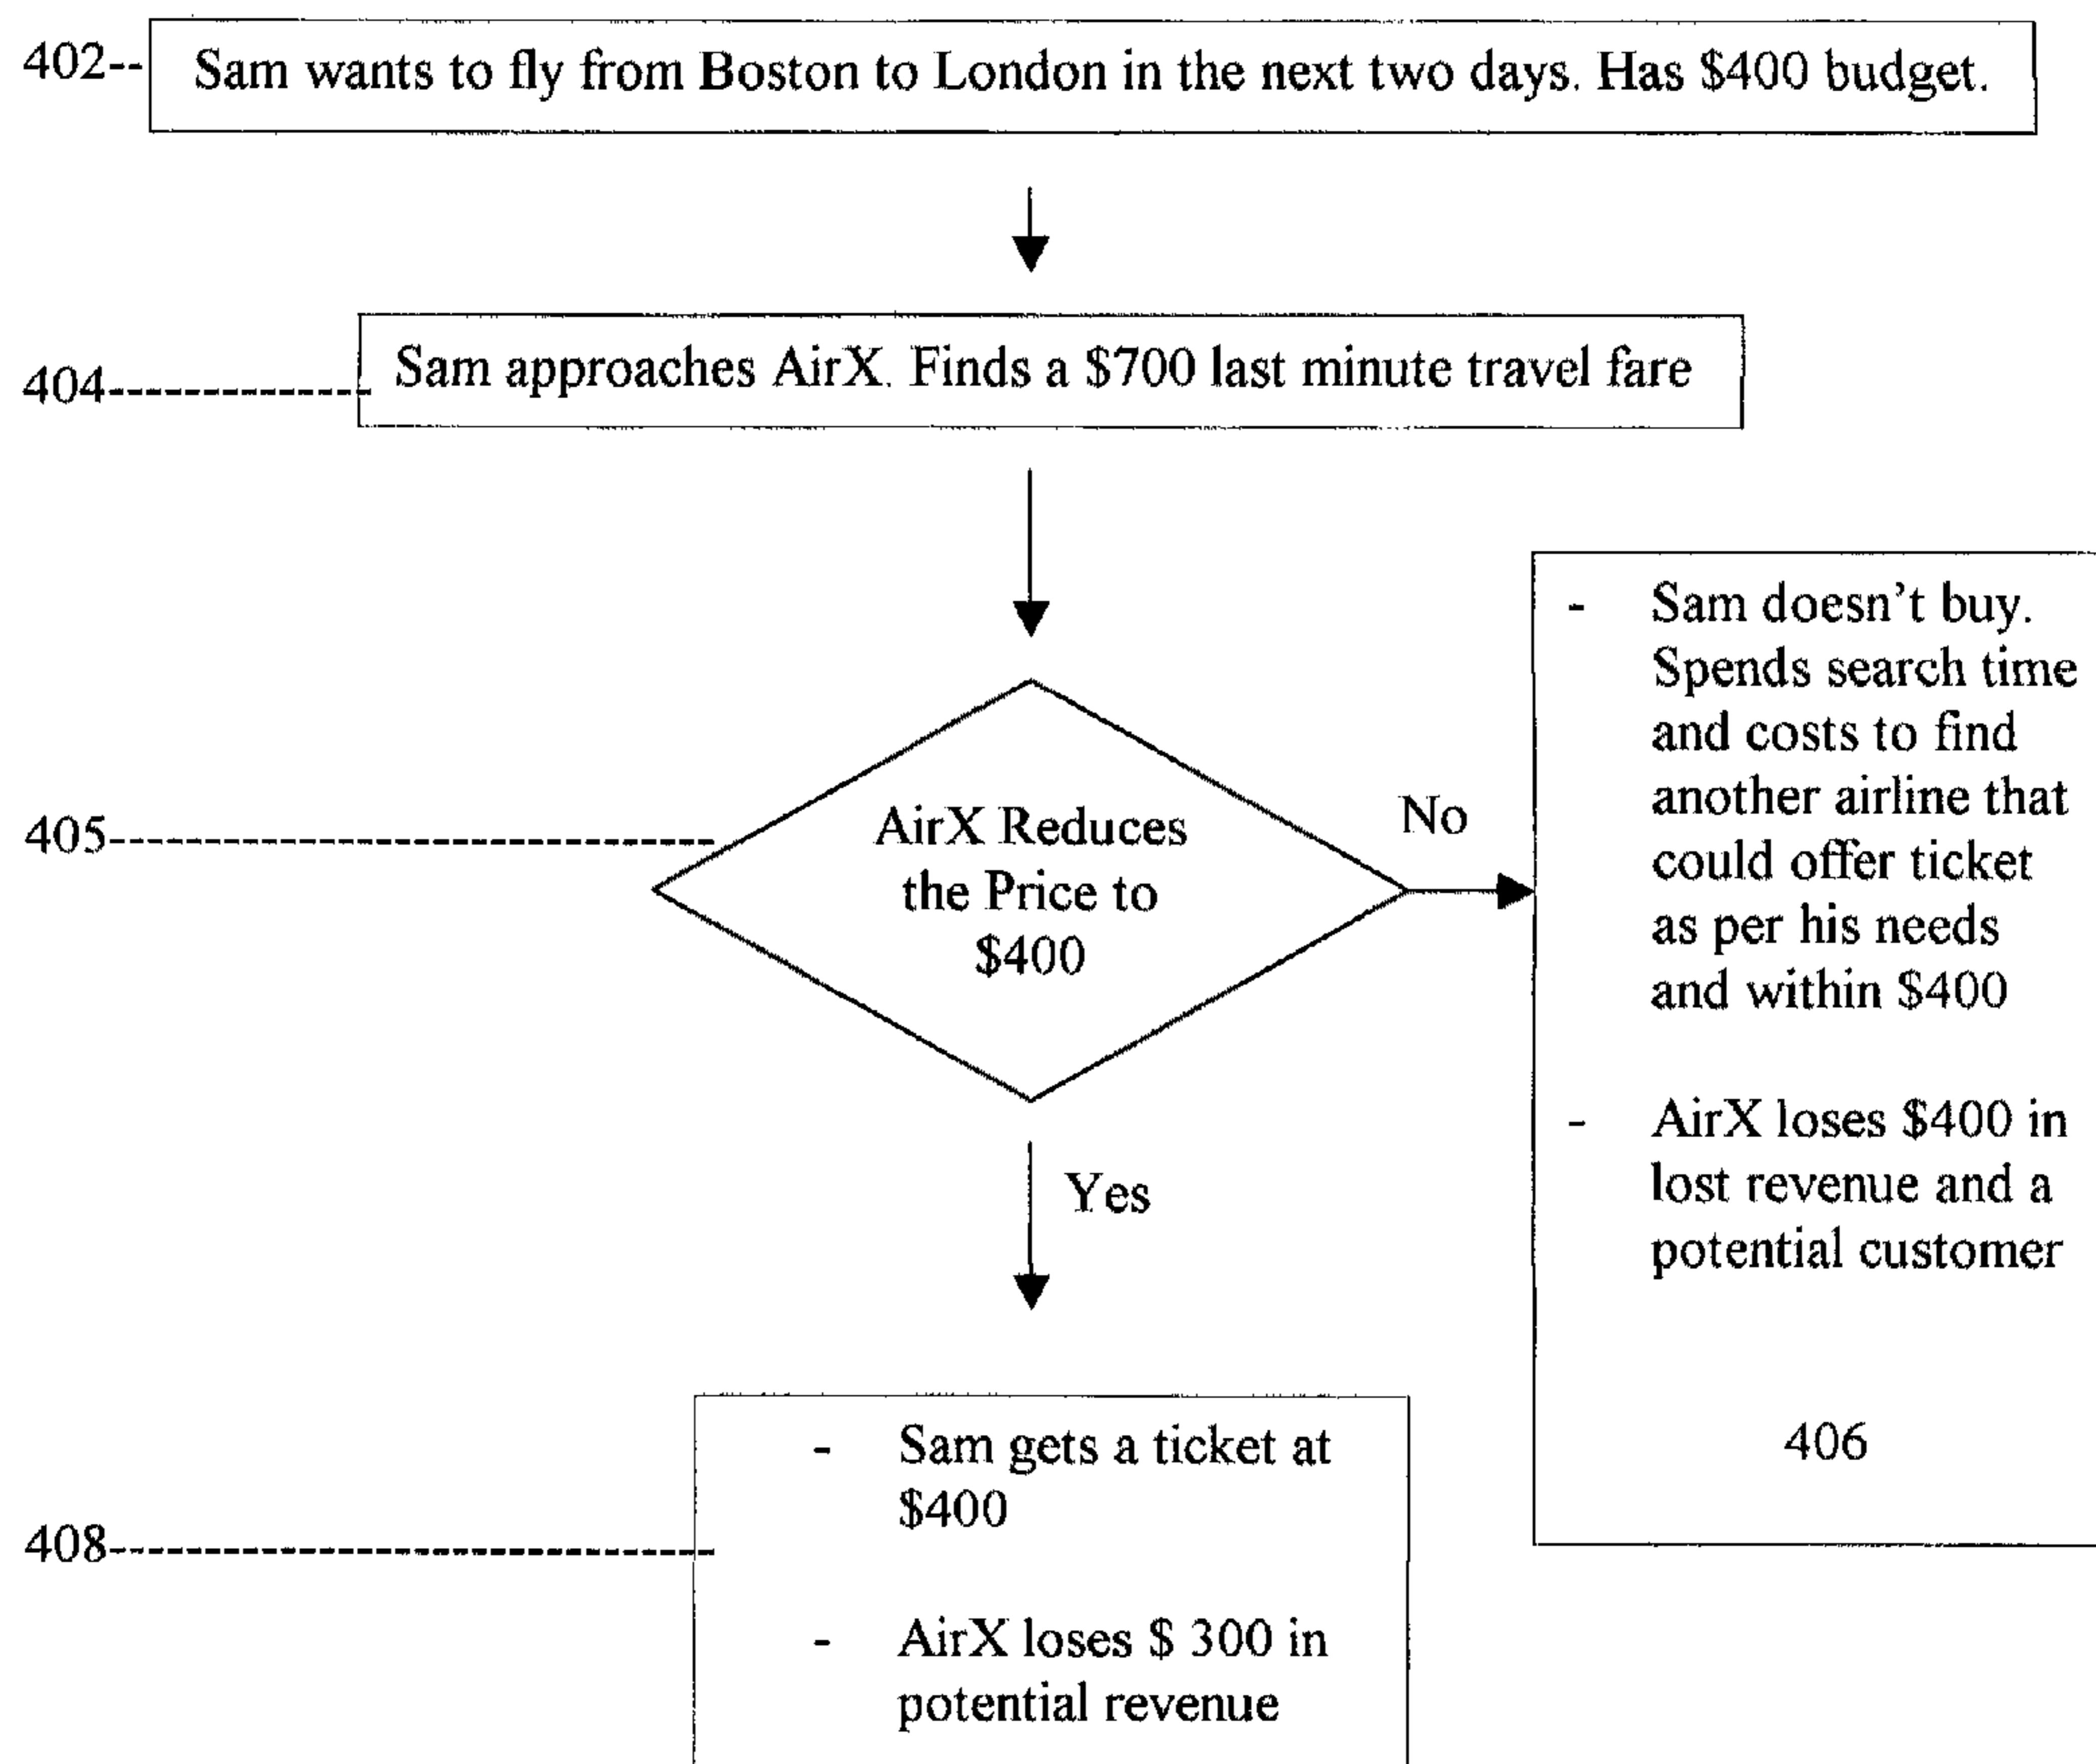 402-- Sam wants to fly from Boston to London in the next two days. Has $400 budget.
404-------------- Sam approaches AirX. Finds a $700 last minute travel fare
405--------------------------------
AirX Reduces
the Price to
$400
No
- Sam doesn't buy.
Spends search time
and costs to find
another airline that
could offer ticket
as per his needs
and within $400
- AirX loses $400 in
lost revenue and a
potential customer
406
Yes
408--------------------------------
- Sam gets a ticket at
$400
- AirX loses $ 300 in
potential revenue